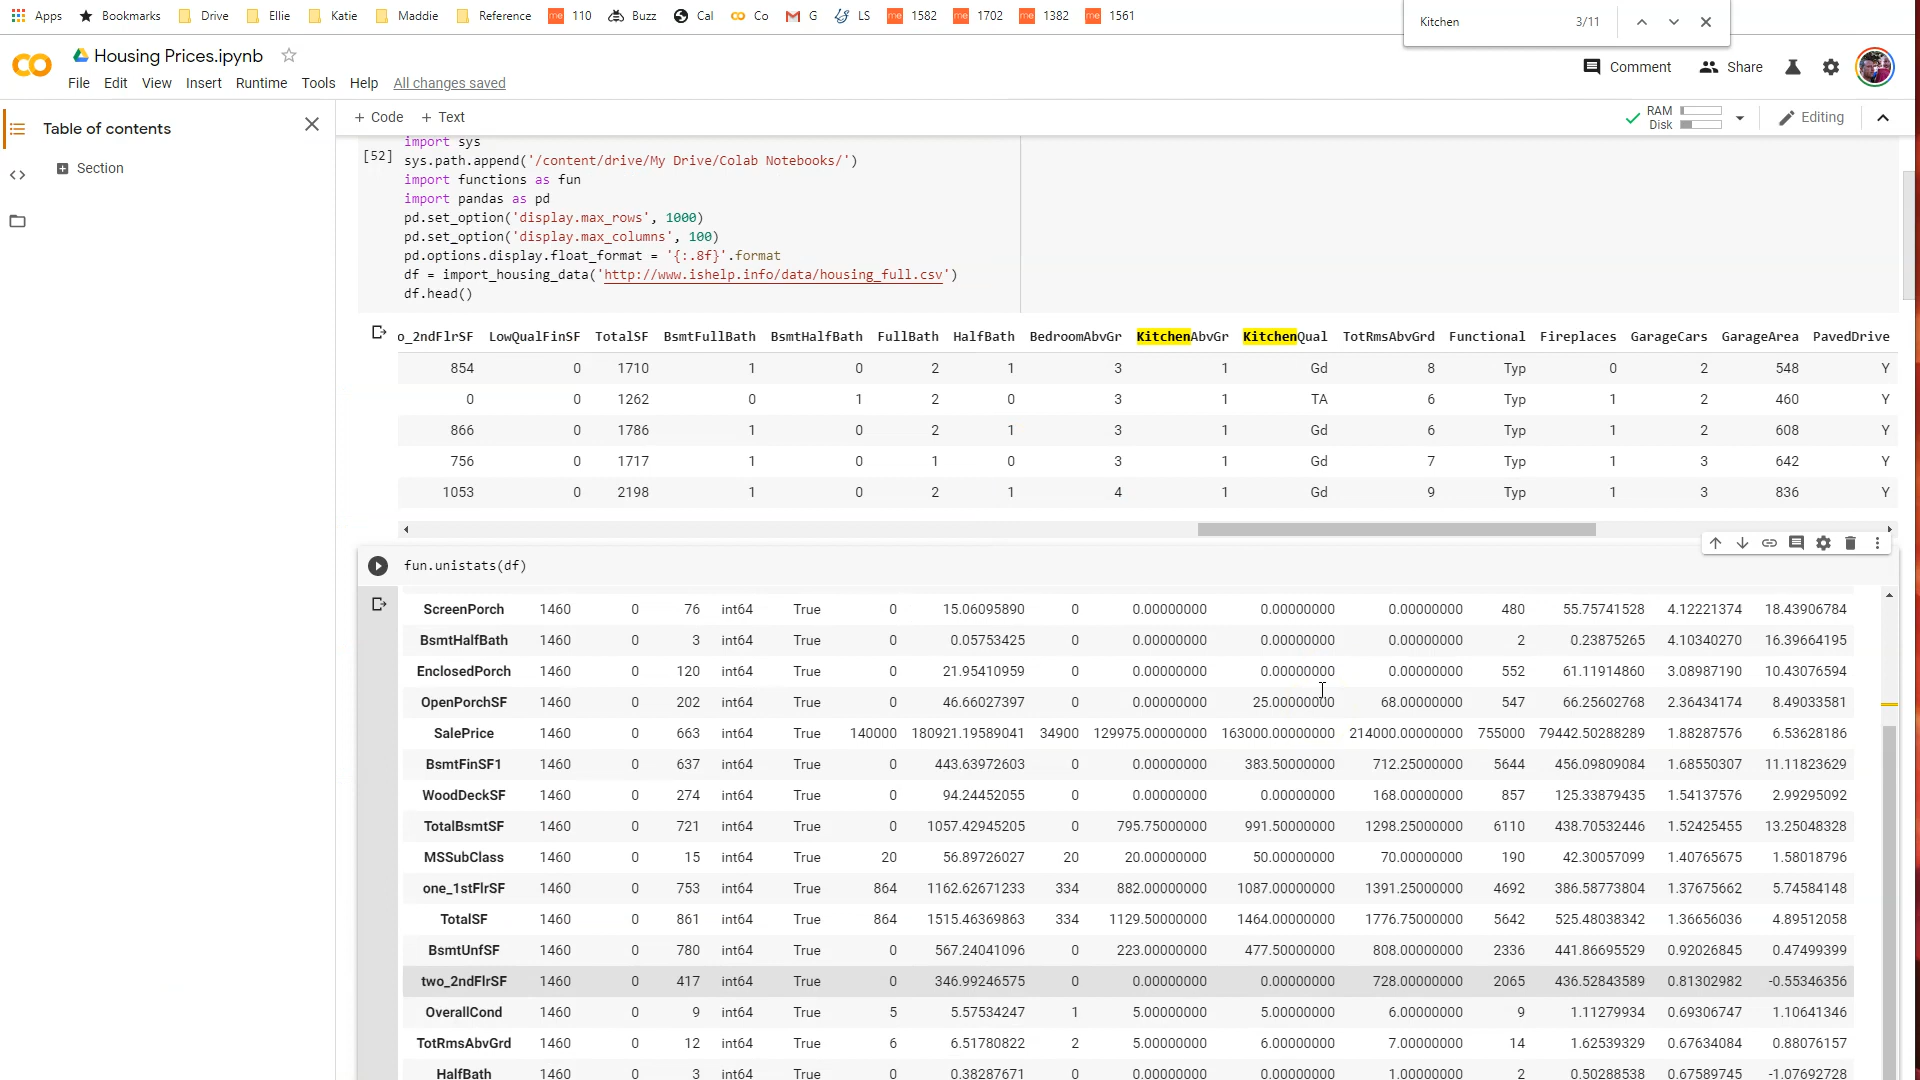 Apps Bookmarks Drive Ellie Katie Maddie Reference 110 Buzz Cal Co G LS 1582 1702 1382 1561
Kitchen 3/11
Housing Prices.ipynb
File Edit View Insert Runtime Tools Help All changes saved
Comment Share
Table of contents
Section
+ Code + Text
RAM
Disk
Editing
import sys
[52] sys.path.append('/content/drive/My Drive/Colab Notebooks/')
import functions as fun
import pandas as pd
pd.set_option('display.max_rows', 1000)
pd.set_option('display.max_columns', 100)
pd.options.display.float_format = '{:.8f}'.format
df = import_housing_data('http://www.ishelp.info/data/housing_full.csv')
df.head()
o_2ndFlrSF LowQualFinSF TotalSF BsmtFullBath BsmtHalfBath FullBath HalfBath BedroomAbvGr KitchenAbvGr KitchenQual TotRmsAbvGrd Functional Fireplaces GarageCars GarageArea PavedDrive
854 0 1710 1 0 2 1 3 1 Gd 8 Typ 0 2 548 Y
0 0 1262 0 1 2 0 3 1 TA 6 Typ 1 2 460 Y
866 0 1786 1 0 2 1 3 1 Gd 6 Typ 1 2 608 Y
756 0 1717 1 0 1 0 3 1 Gd 7 Typ 1 3 642 Y
1053 0 2198 1 0 2 1 4 1 Gd 9 Typ 1 3 836 Y
fun.unistats(df)
ScreenPorch 1460 0 76 int64 True 0 15.06095890 0 0.00000000 0.00000000 0.00000000 480 55.75741528 4.12221374 18.43906784
BsmtHalfBath 1460 0 3 int64 True 0 0.05753425 0 0.00000000 0.00000000 0.00000000 2 0.23875265 4.10340270 16.39664195
EnclosedPorch 1460 0 120 int64 True 0 21.95410959 0 0.00000000 0.00000000 0.00000000 552 61.11914860 3.08987190 10.43076594
OpenPorchSF 1460 0 202 int64 True 0 46.66027397 0 0.00000000 25.00000000 68.00000000 547 66.25602768 2.36434174 8.49033581
SalePrice 1460 0 663 int64 True 140000 180921.19589041 34900 129975.00000000 163000.00000000 214000.00000000 755000 79442.50288289 1.88287576 6.53628186
BsmtFinSF1 1460 0 637 int64 True 0 443.63972603 0 0.00000000 383.50000000 712.25000000 5644 456.09809084 1.68550307 11.11823629
WoodDeckSF 1460 0 274 int64 True 0 94.24452055 0 0.00000000 0.00000000 168.00000000 857 125.33879435 1.54137576 2.99295092
TotalBsmtSF 1460 0 721 int64 True 0 1057.42945205 0 795.75000000 991.50000000 1298.25000000 6110 438.70532446 1.52425455 13.25048328
MSSubClass 1460 0 15 int64 True 20 56.89726027 20 20.00000000 50.00000000 70.00000000 190 42.30057099 1.40765675 1.58018796
one_1stFlrSF 1460 0 753 int64 True 864 1162.62671233 334 882.00000000 1087.00000000 1391.25000000 4692 386.58773804 1.37675662 5.74584148
TotalSF 1460 0 861 int64 True 864 1515.46369863 334 1129.50000000 1464.00000000 1776.75000000 5642 525.48038342 1.36656036 4.89512058
BsmtUnfSF 1460 0 780 int64 True 0 567.24041096 0 223.00000000 477.50000000 808.00000000 2336 441.86695529 0.92026845 0.47499399
two_2ndFlrSF 1460 0 417 int64 True 0 346.99246575 0 0.00000000 0.00000000 728.00000000 2065 436.52843589 0.81302982 -0.55346356
OverallCond 1460 0 9 int64 True 5 5.57534247 1 5.00000000 5.00000000 6.00000000 9 1.11279934 0.69306747 1.10641346
TotRmsAbvGrd 1460 0 12 int64 True 6 6.51780822 2 5.00000000 6.00000000 7.00000000 14 1.62539329 0.67634084 0.88076157
HalfBath 1460 0 3 int64 True 0 0.38287671 0 0.00000000 0.00000000 1.00000000 2 0.50288538 0.67589745 -1.07692728